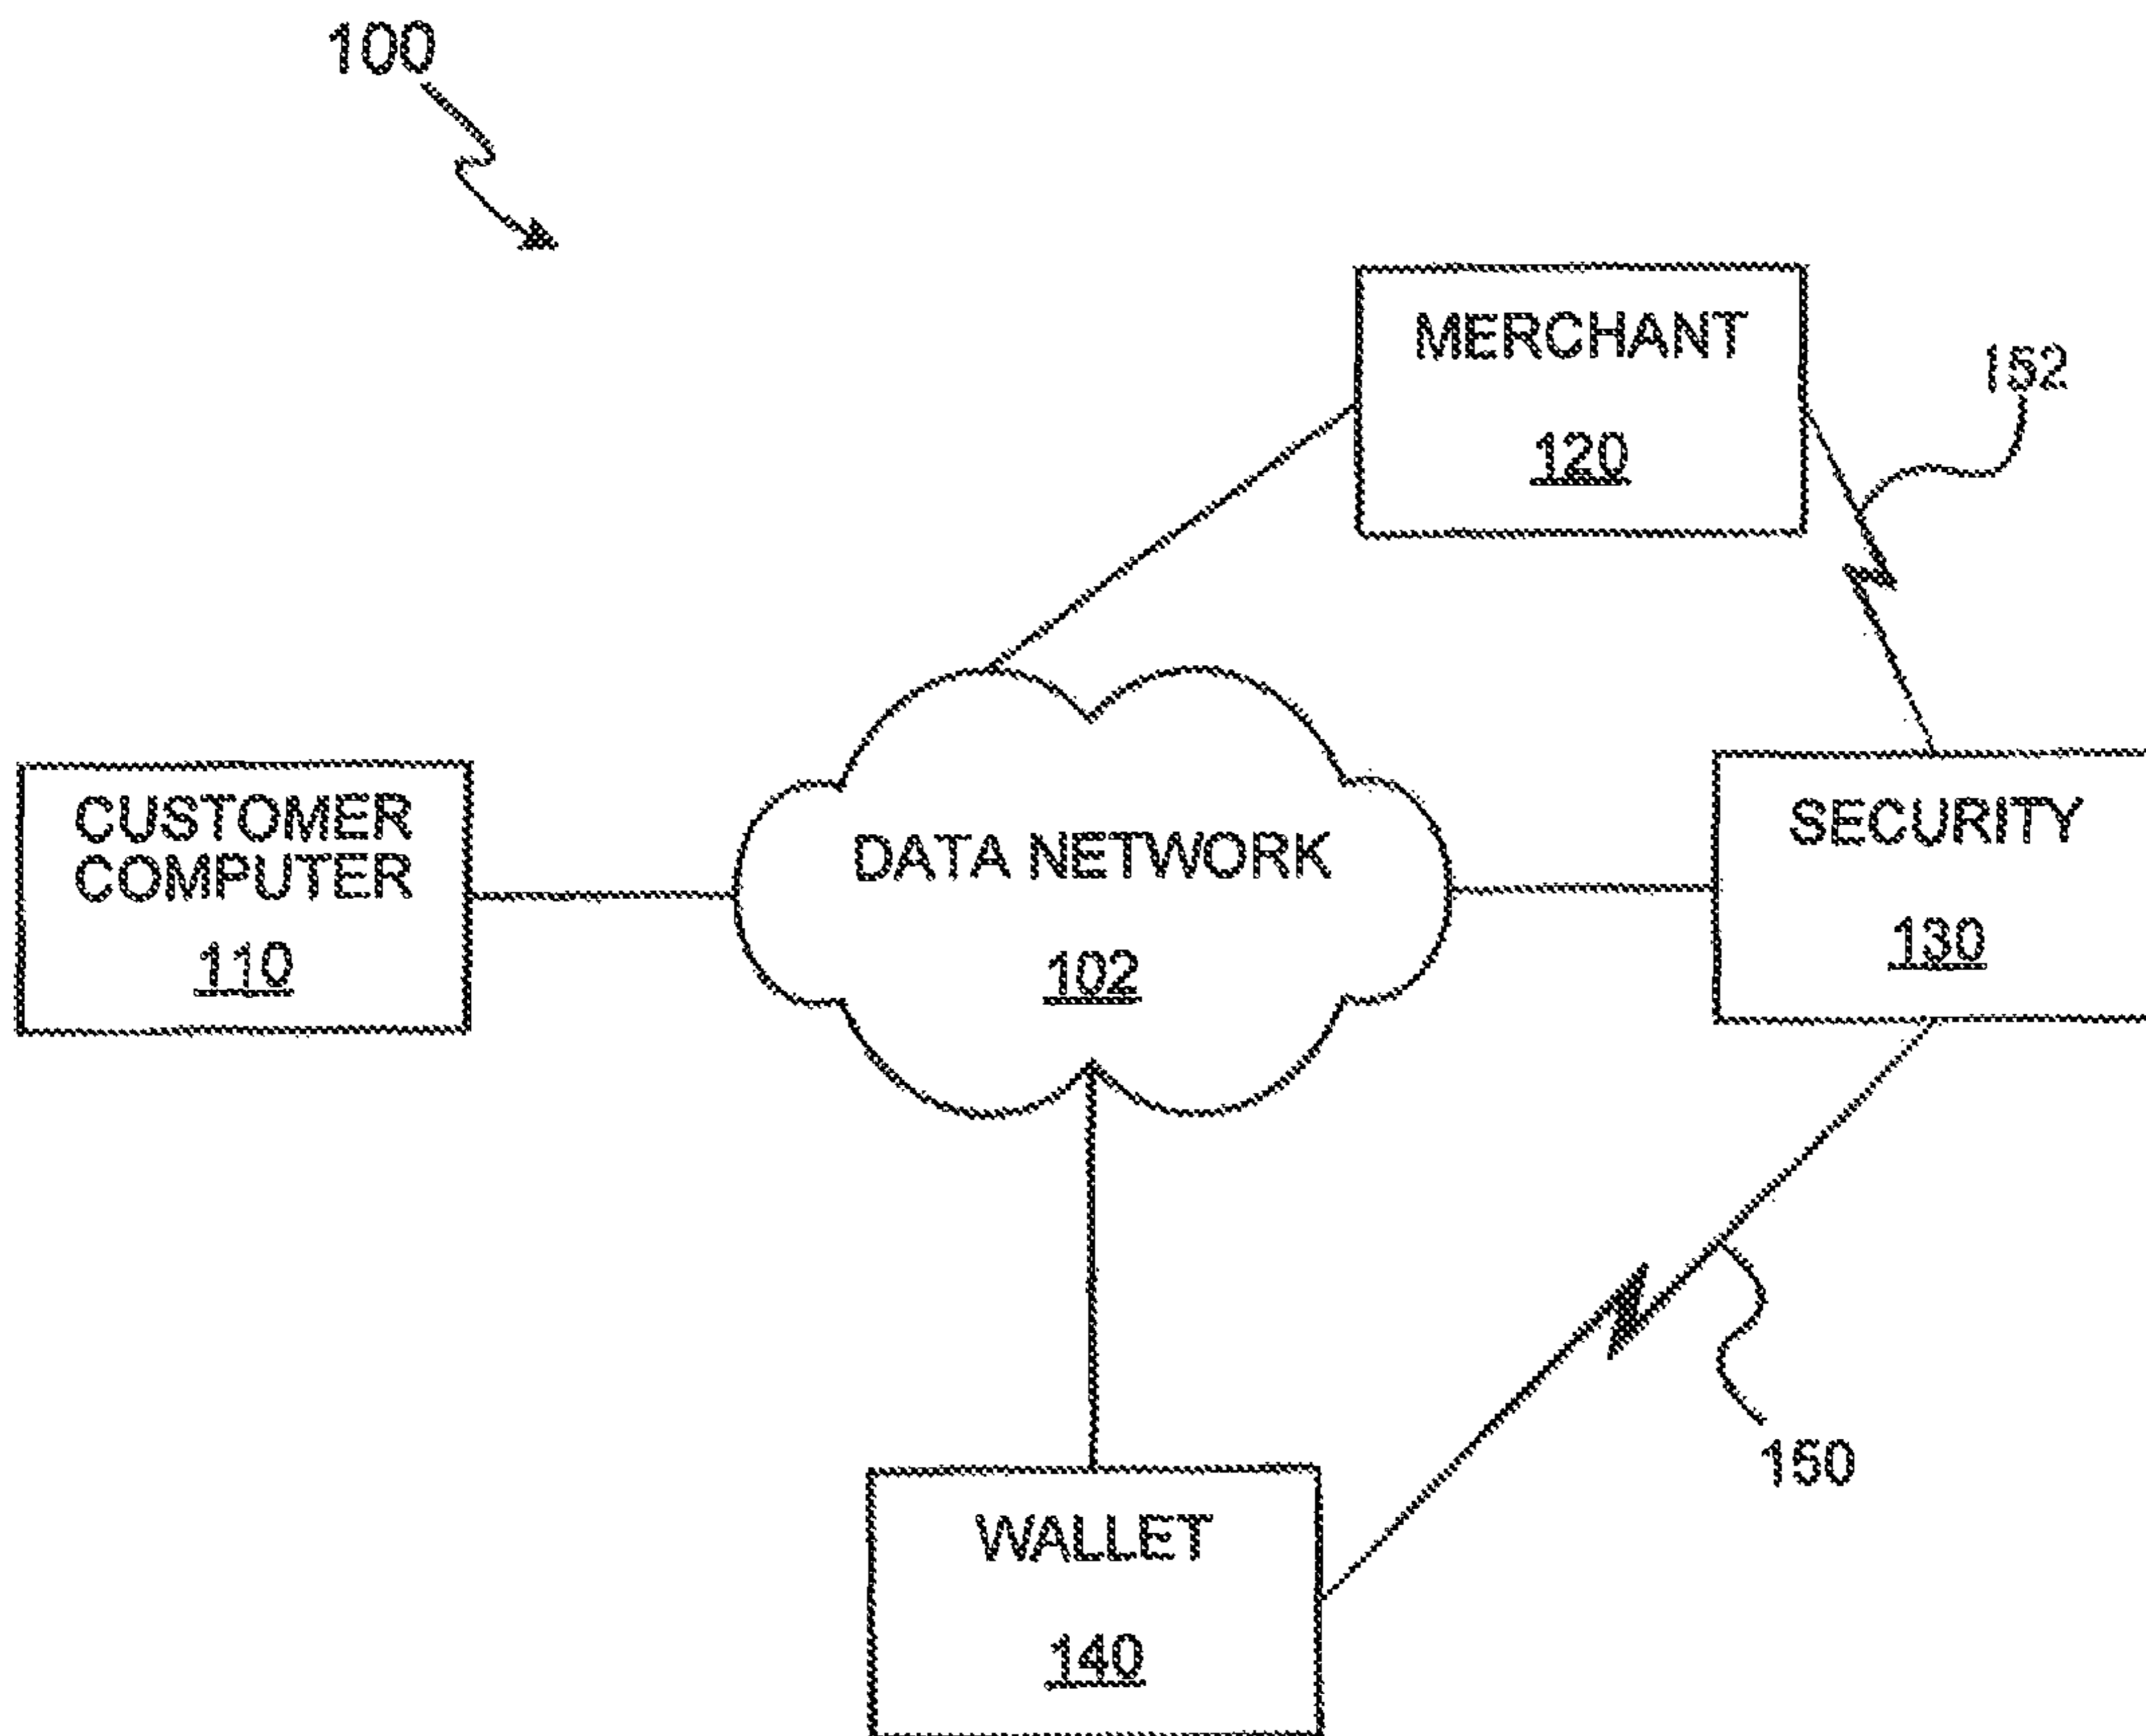 100
MERCHANT
120
152
CUSTOMER
COMPUTER
110
DATA NETWORK
102
SECURITY
130
150
WALLET
140